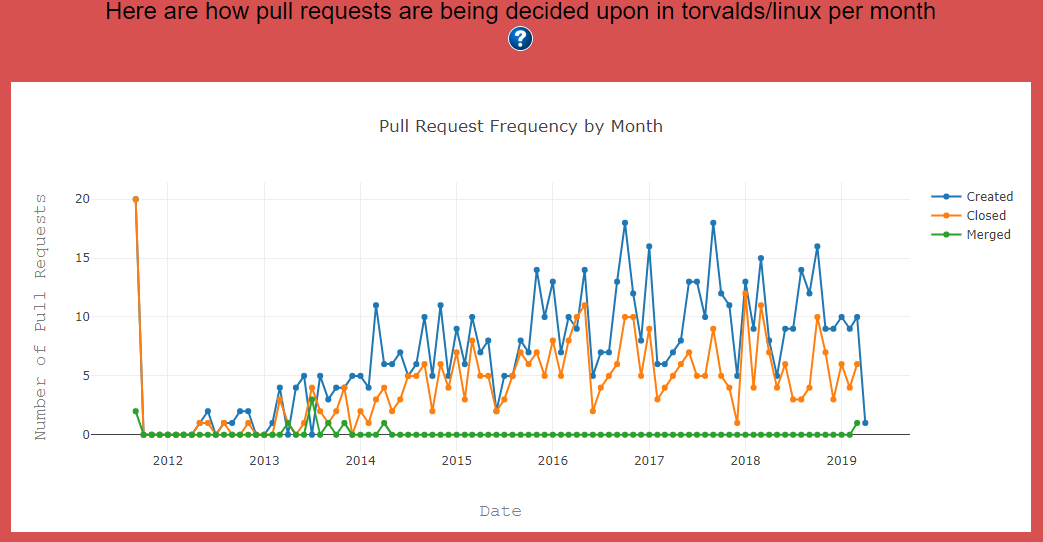 Here are how pull requests are being decided upon in torvalds/linux per month
?
Pull Request Frequency by Month
Number of Pull Requests
20
15
10
5
0
2012 2013 2014 2015 2016 2017 2018 2019
Date
Created
Closed
Merged